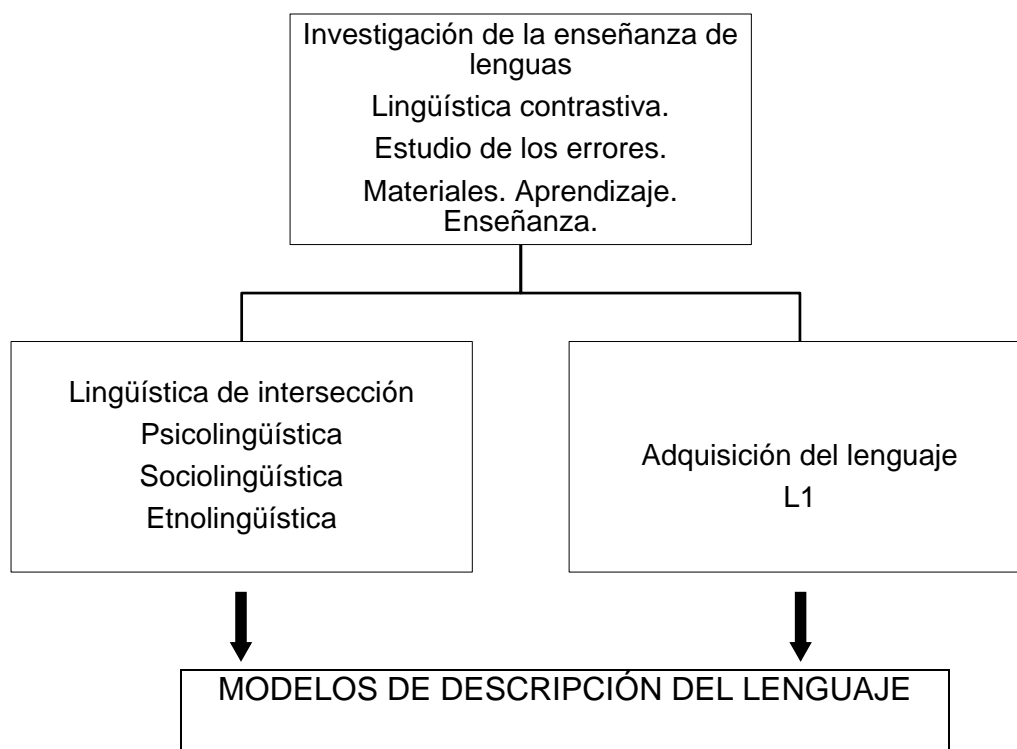 Investigación de la enseñanza de
lenguas
Lingüística contrastiva.
Estudio de los errores.
Materiales. Aprendizaje.
Enseñanza.
Lingüística de intersección
Psicolingüística
Sociolingüística
Etnolingüística
Adquisición del lenguaje
L1
MODELOS DE DESCRIPCIÓN DEL LENGUAJE